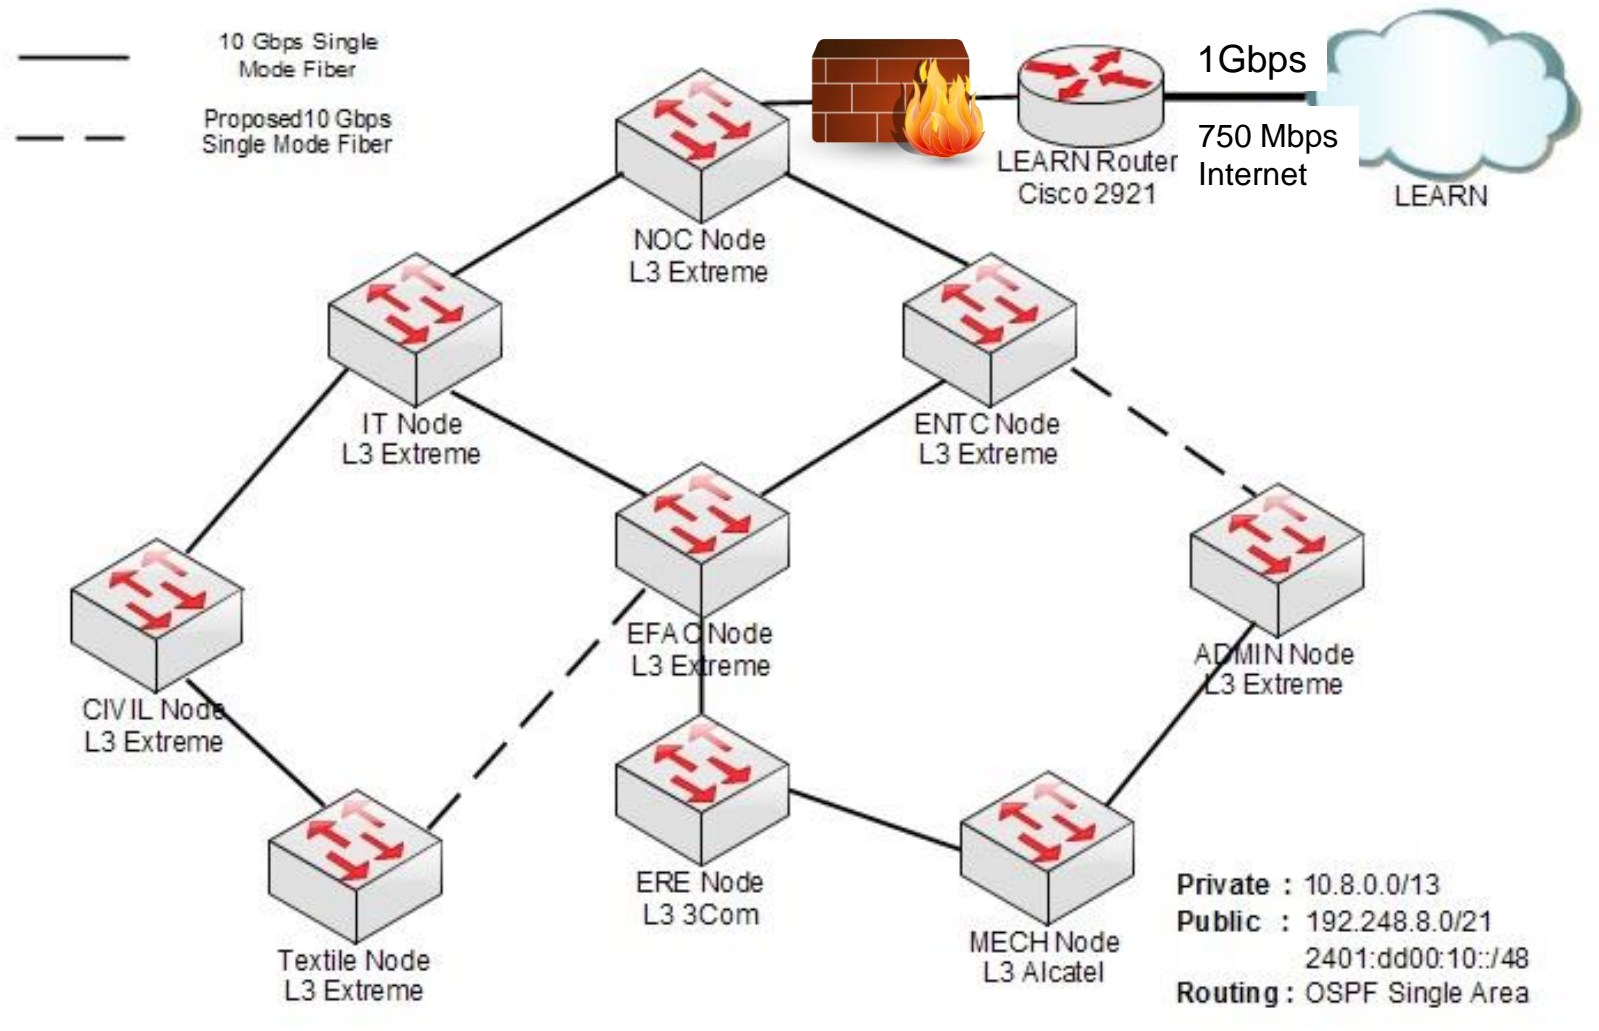 10 Gbps Single
Mode Fiber
Proposed10 Gbps
Single Mode Fiber
1Gbps
750 Mbps
Internet
LEARN
LEARN Router
Cisco 2921
NOC Node
L3 Extreme
IT Node
L3 Extreme
ENTC Node
L3 Extreme
EFAC Node
L3 Extreme
ADMIN Node
L3 Extreme
CIVIL Node
L3 Extreme
ERE Node
L3 3Com
MECH Node
L3 Alcatel
Textile Node
L3 Extreme
Private : 10.8.0.0/13
Public : 192.248.8.0/21
2401:dd00:10::/48
Routing : OSPF Single Area